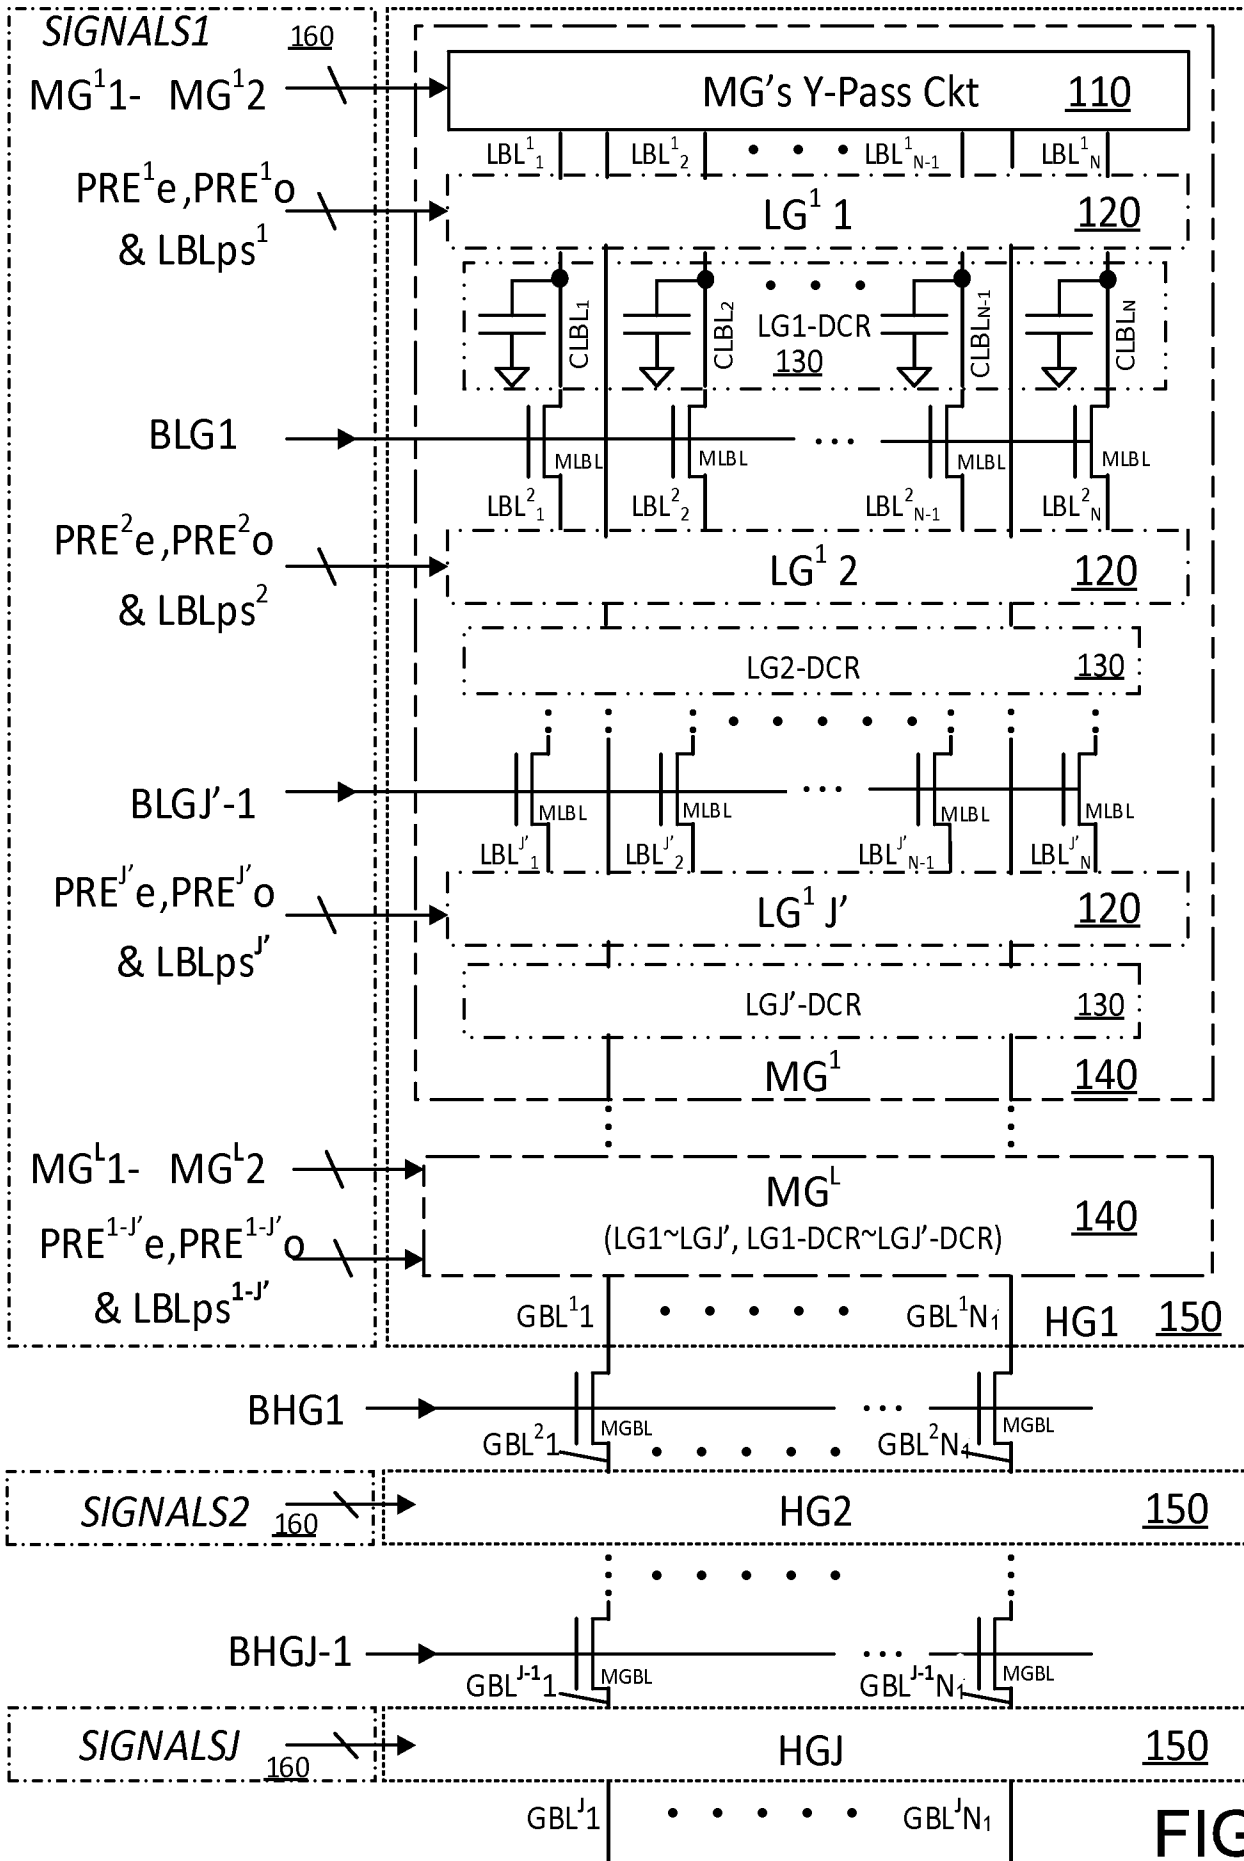 SIGNALS1 160
MG¹1- MG¹2
MG's Y-Pass Ckt 110
LBL¹₁ LBL¹₂ • • • LBL¹N-1 LBL¹N
PRE¹e,PRE¹o
& LBLps¹
LG¹ 1 120
CLBL₁ CLBL₂ • • • CLBLN-1 CLBLN
LG1-DCR
130
BLG1
MLBL MLBL ... MLBL MLBL
LBL²₁ LBL²₂ LBL²N-1 LBL²N
PRE²e,PRE²o
& LBLps²
LG¹ 2 120
LG2-DCR 130
BLGJ'-1
MLBL MLBL ... MLBL MLBL
LBLJ'₁ LBLJ'₂ LBLJ'N-1 LBLJ'N
PREJ'e,PREJ'o
& LBLpsJ'
LG¹ J' 120
LGJ'-DCR 130
MG¹ 140
MGL1- MGL2
MGL 140
(LG1~LGJ', LG1-DCR~LGJ'-DCR)
PRE1-J'e,PRE1-J'o
& LBLps1-J'
GBL¹1 • • • • • GBL¹N₁
HG1 150
BHG1
MGBL ... MGBL
GBL²1 • • • • • GBL²N₁
SIGNALS2 160
HG2 150
BHGJ-1
MGBL ... MGBL
GBLJ-11 GBLJ-1N₁
SIGNALSJ 160
HGJ 150
GBLJ1 • • • • • GBLJN₁
FIG